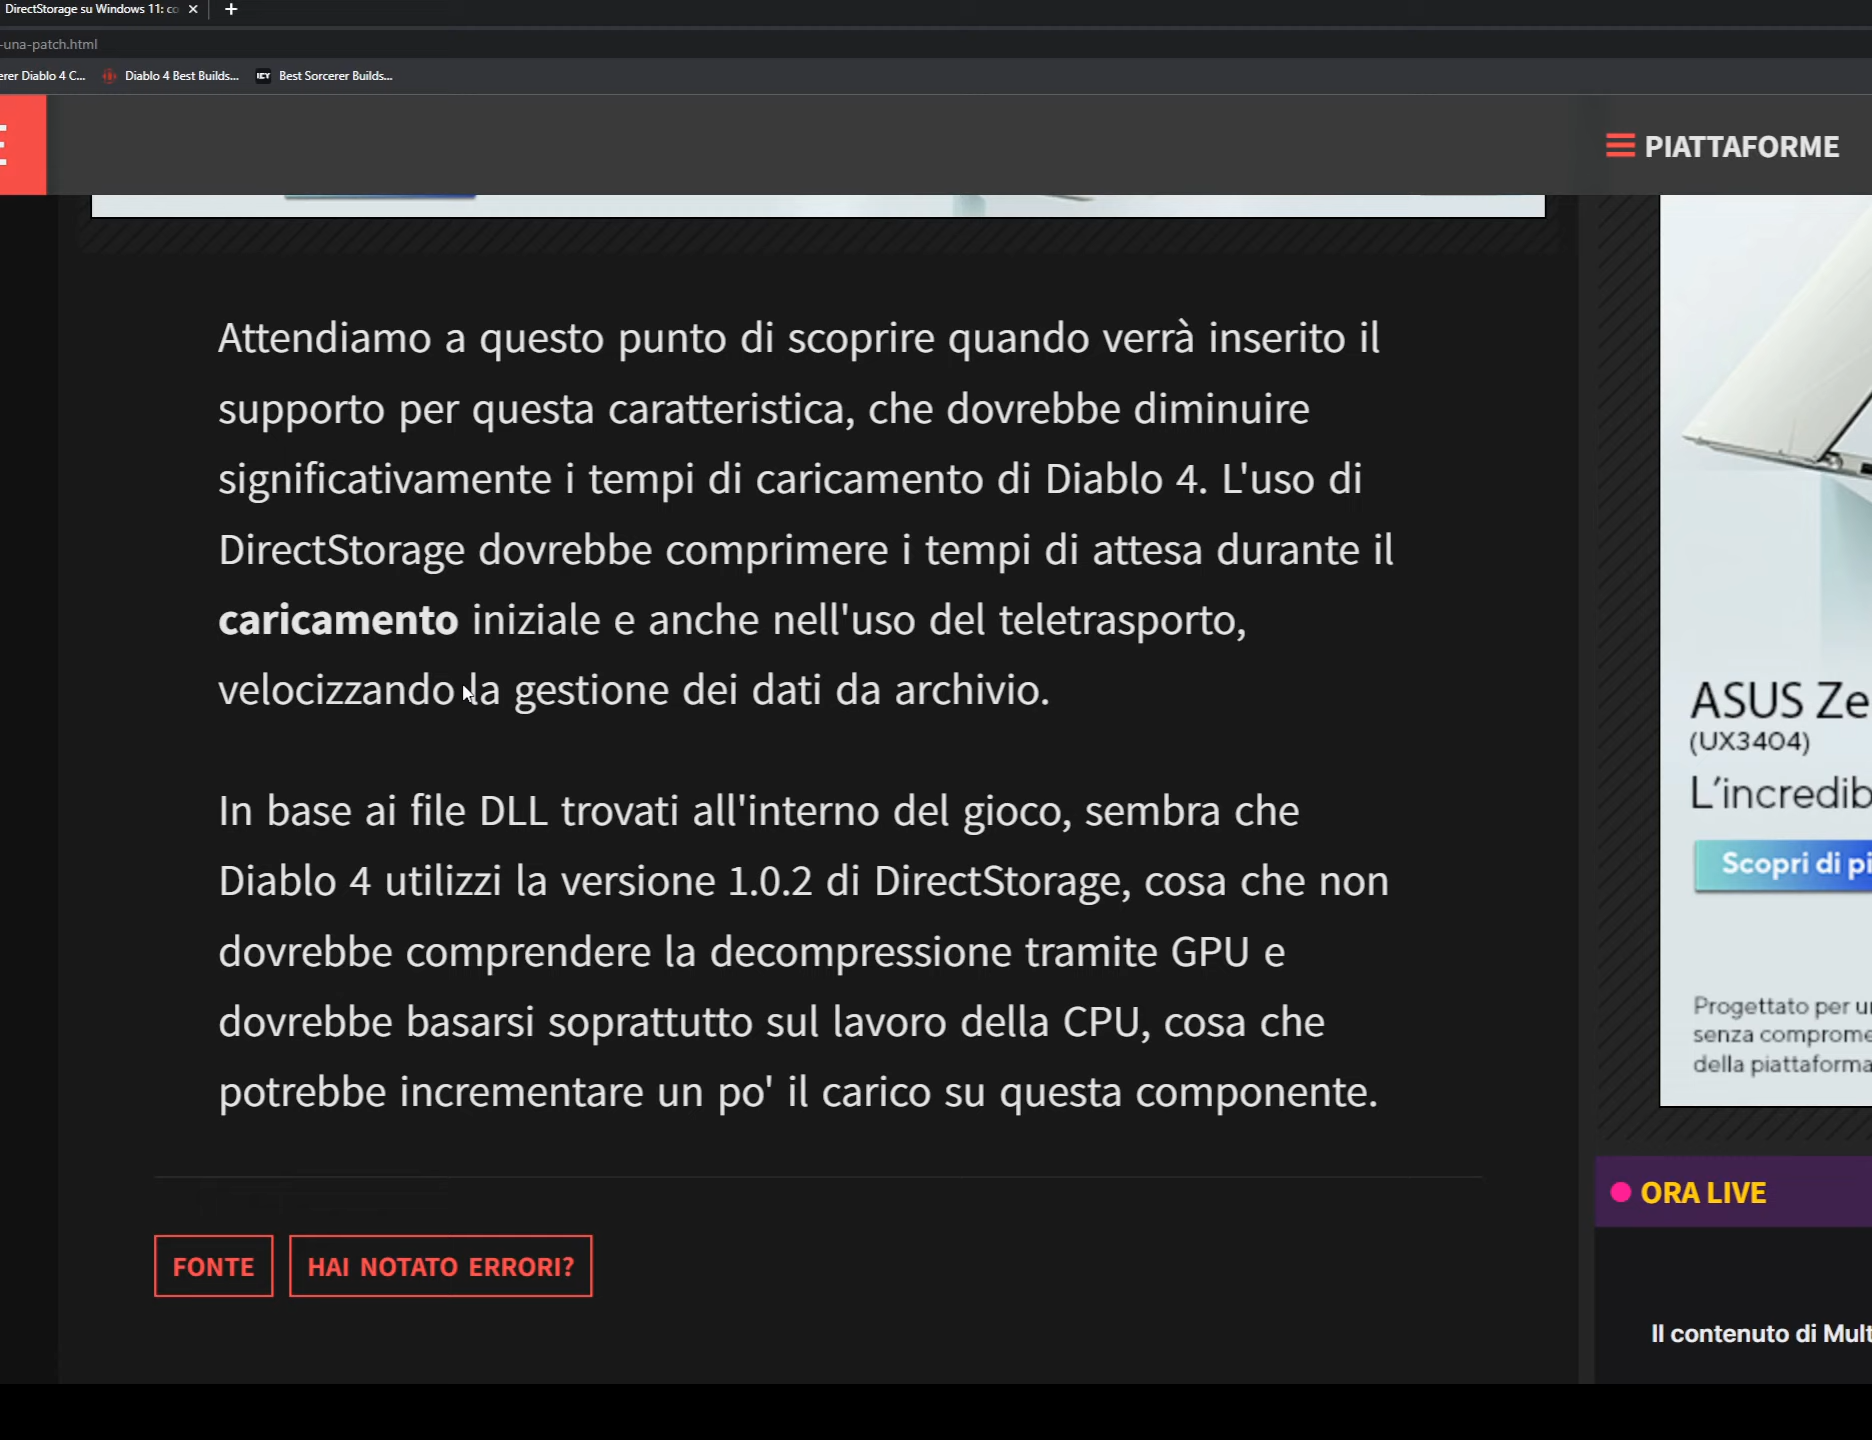 DirectStorage su Windows 11: co
-una-patch.html
erer Diablo 4 C...
Diablo 4 Best Builds...
ICY
Best Sorcerer Builds...
E
PIATTAFORME
Attendiamo a questo punto di scoprire quando verrà inserito il
supporto per questa caratteristica, che dovrebbe diminuire
significativamente i tempi di caricamento di Diablo 4. L'uso di
DirectStorage dovrebbe comprimere i tempi di attesa durante il
caricamento iniziale e anche nell'uso del teletrasporto,
velocizzando la gestione dei dati da archivio.
In base ai file DLL trovati all'interno del gioco, sembra che
Diablo 4 utilizzi la versione 1.0.2 di DirectStorage, cosa che non
dovrebbe comprendere la decompressione tramite GPU e
dovrebbe basarsi soprattutto sul lavoro della CPU, cosa che
potrebbe incrementare un po' il carico su questa componente.
FONTE
HAI NOTATO ERRORI?
ASUS Ze
(UX3404)
L'incredib
Scopri di pi
Progettato per u
senza comprome
della piattaforma
ORA LIVE
Il contenuto di Mult